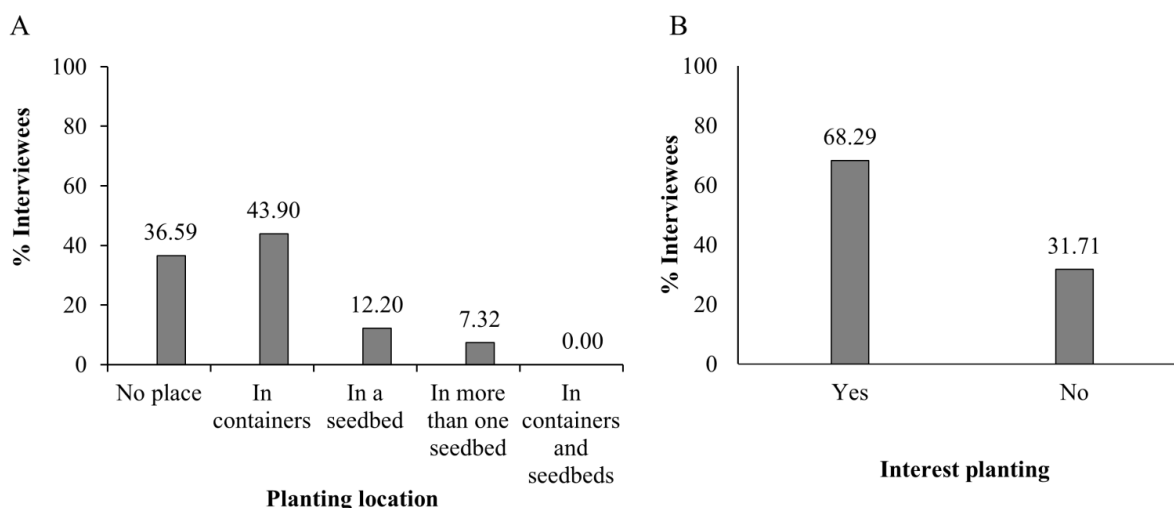 A
% Interviewees
100
80
60
40
20
0
36.59
43.90
12.20
7.32
0.00
No place
In
containers
In a
seedbed
In more
than one
seedbed
In
containers
and
seedbeds
Planting location
B
% Interviewees
100
80
60
40
20
0
68.29
31.71
Yes
No
Interest planting